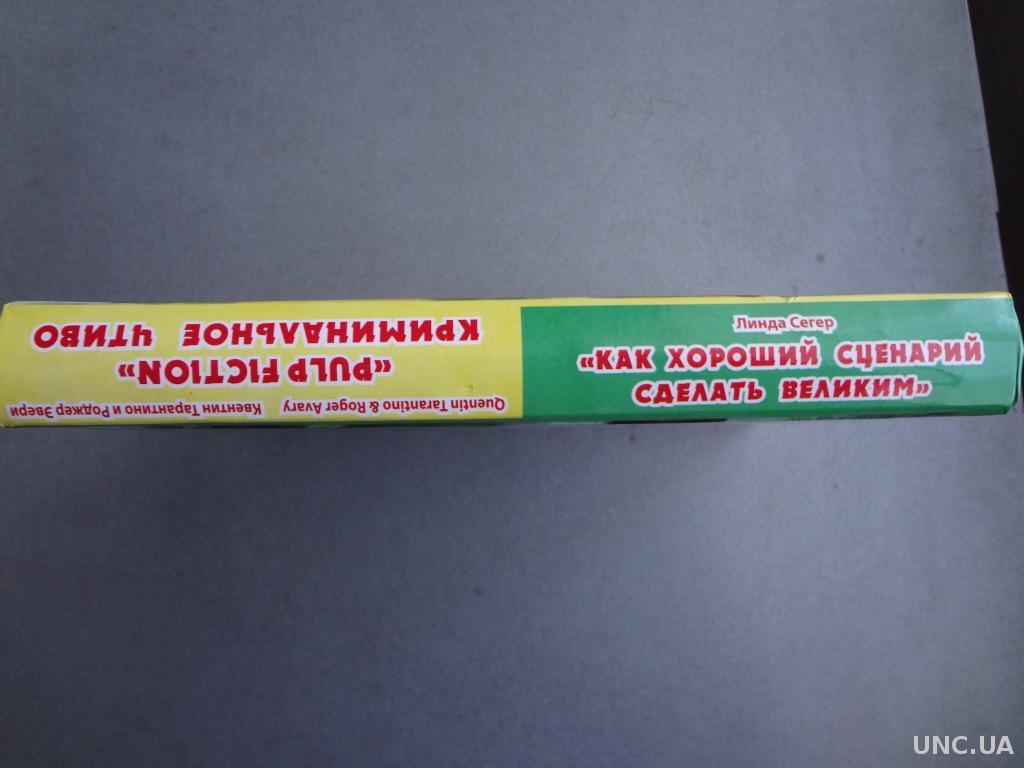 Линда Сегер
«КАК ХОРОШИЙ СЦЕНАРИЙ
СДЕЛАТЬ ВЕЛИКИМ»
Quentin Tarantino & Roger Avary Квентин Тарантино и Роджер Эвери
«PULP FICTION»
КРИМИНАЛЬНОЕ ЧТИВО
UNC.UA